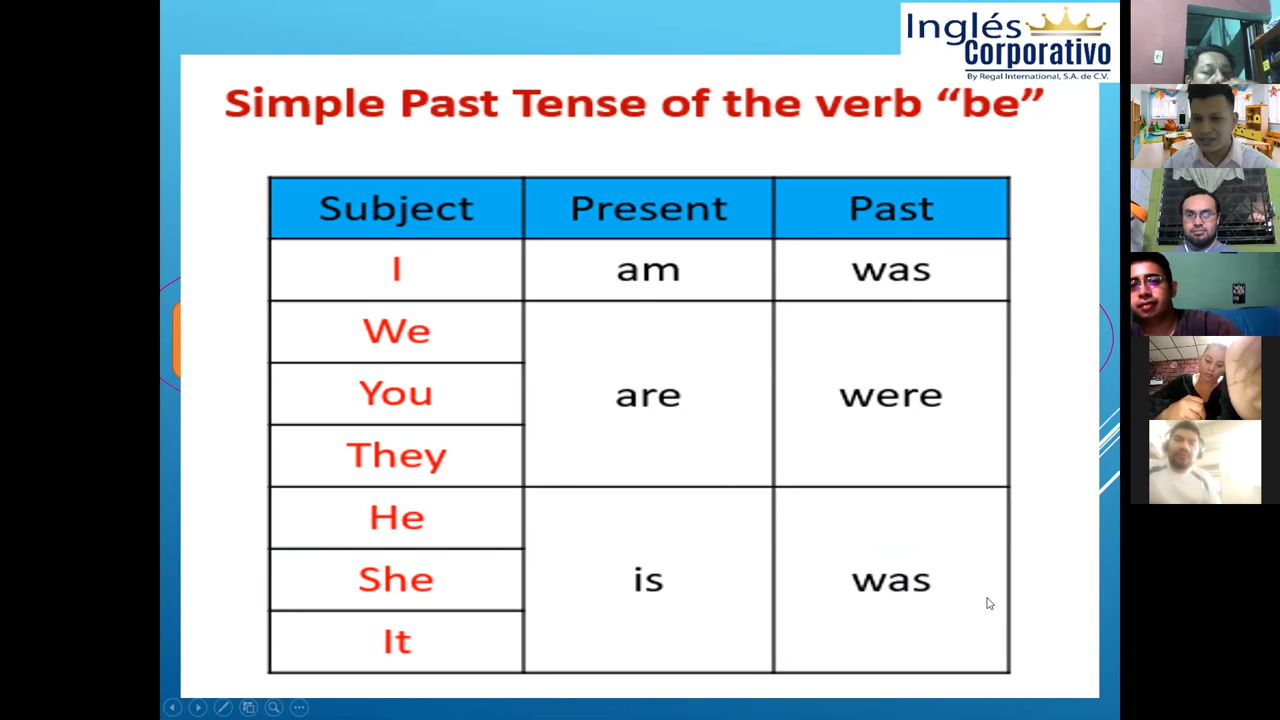 Inglés
Corporativo
By Regal International, S.A. de C.V.
Simple Past Tense of the verb “be”
Subject Present Past
I am was
We
You are were
They
He
She is was
It